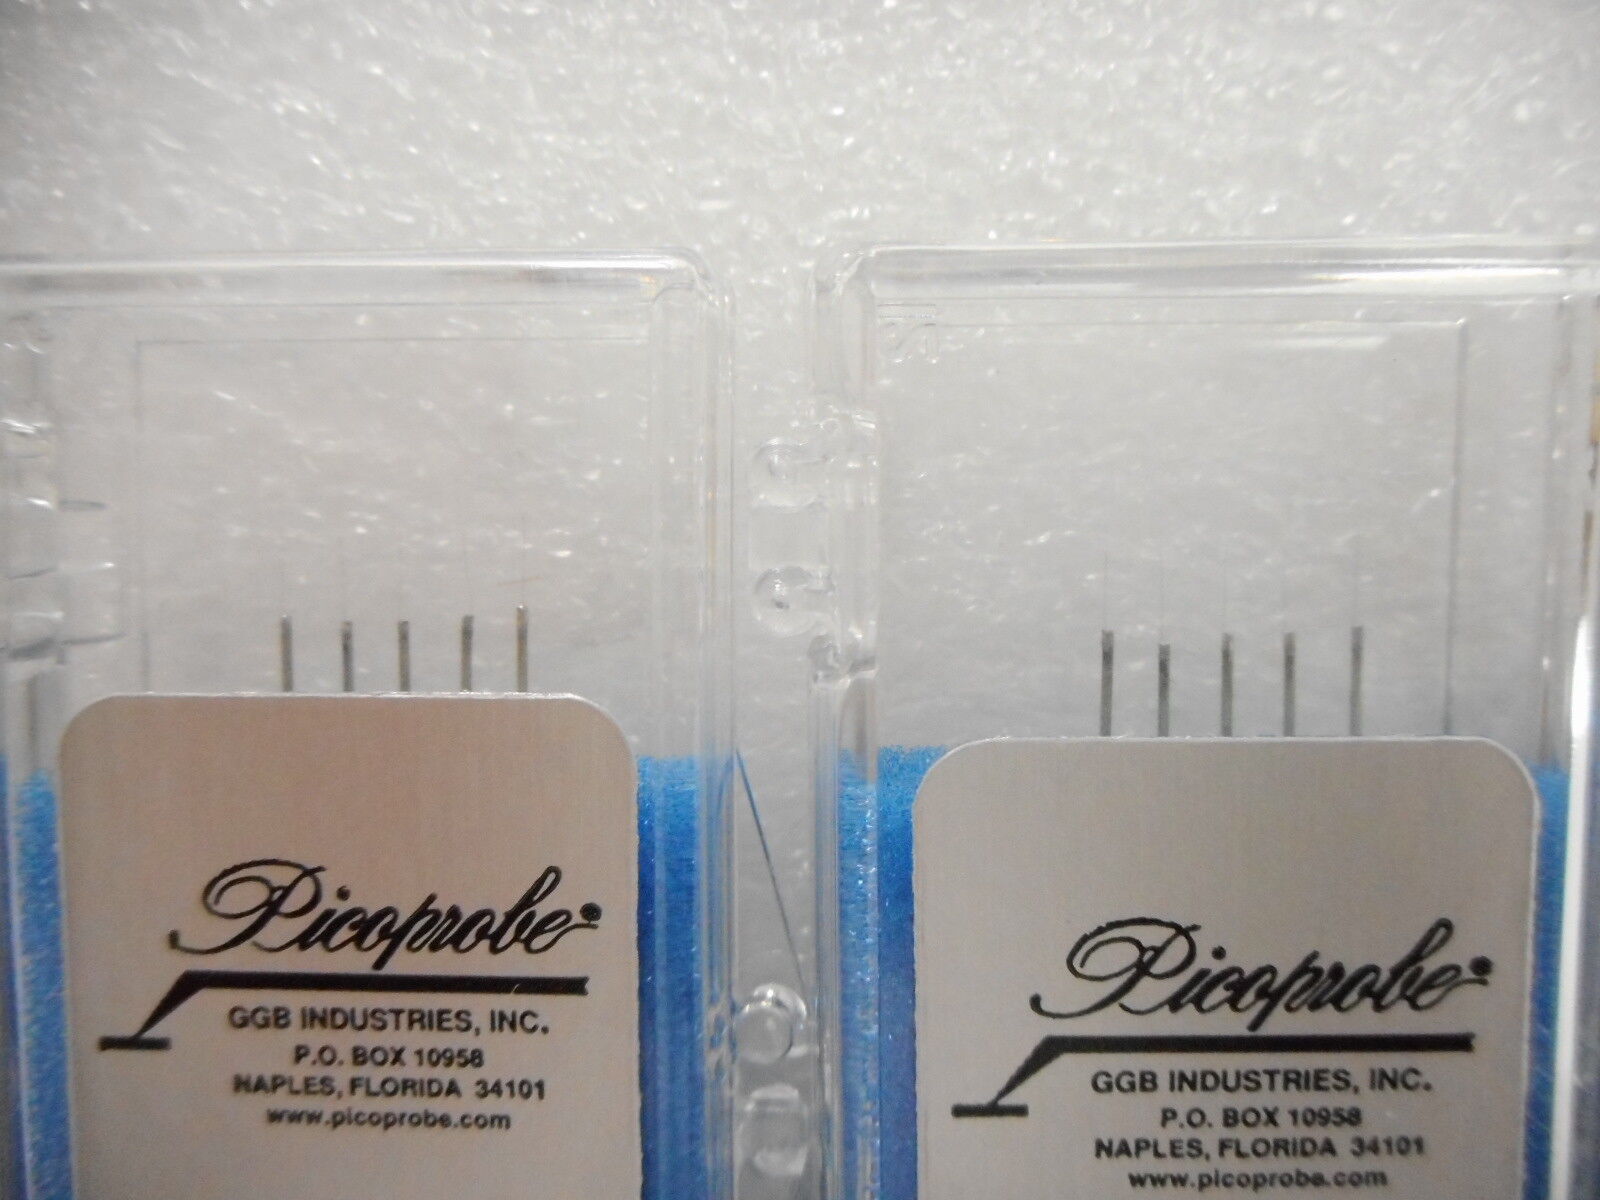 Picoprobe®
GGB INDUSTRIES, INC.
P.O. BOX 10958
NAPLES, FLORIDA 34101
www.picoprobe.com
Picoprobe®
GGB INDUSTRIES, INC.
P.O. BOX 10958
NAPLES, FLORIDA 34101
www.picoprobe.com